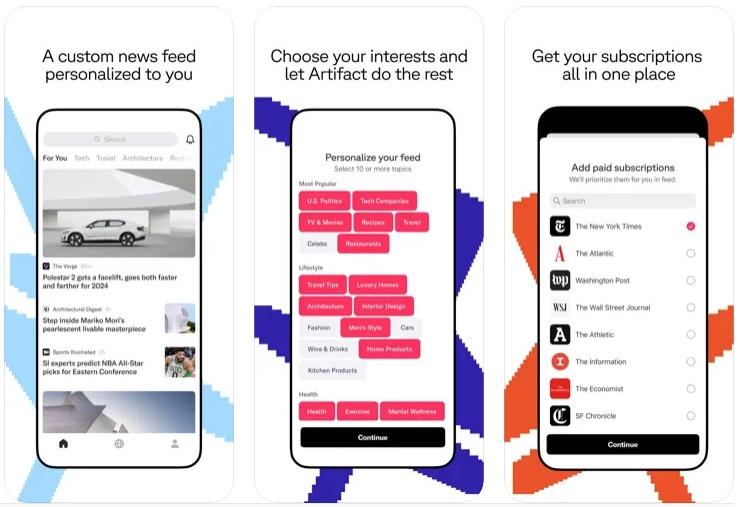 A custom news feed
personalized to you
Search
For You Tech Travel Architecture
The Verge
Polestar 2 gets a facelift, goes both faster
and farther for 2024
Architectural Digest
Step inside Mariko Mori's
pearlescent livable masterpiece
Sports Illustrated
SI experts predict NBA All-Star
picks for Eastern Conference
Choose your interests and
let Artifact do the rest
Personalize your feed
Select 10 or more topics
Most Popular
U.S. Politics Tech Companies
TV & Movies Recipes Travel
Celebs Restaurants
Lifestyle
Travel Tips Luxury Homes
Architecture Interior Design
Fashion Men's Style Cars
Wine & Drinks Home Products
Kitchen Products
Health
Health Exercise Mental Wellness
Continue
Get your subscriptions
all in one place
Add paid subscriptions
We'll prioritize them for you in feed.
Search
T The New York Times
A The Atlantic
wp Washington Post
WSJ The Wall Street Journal
A The Athletic
I The Information
The Economist
C SF Chronicle
Continue